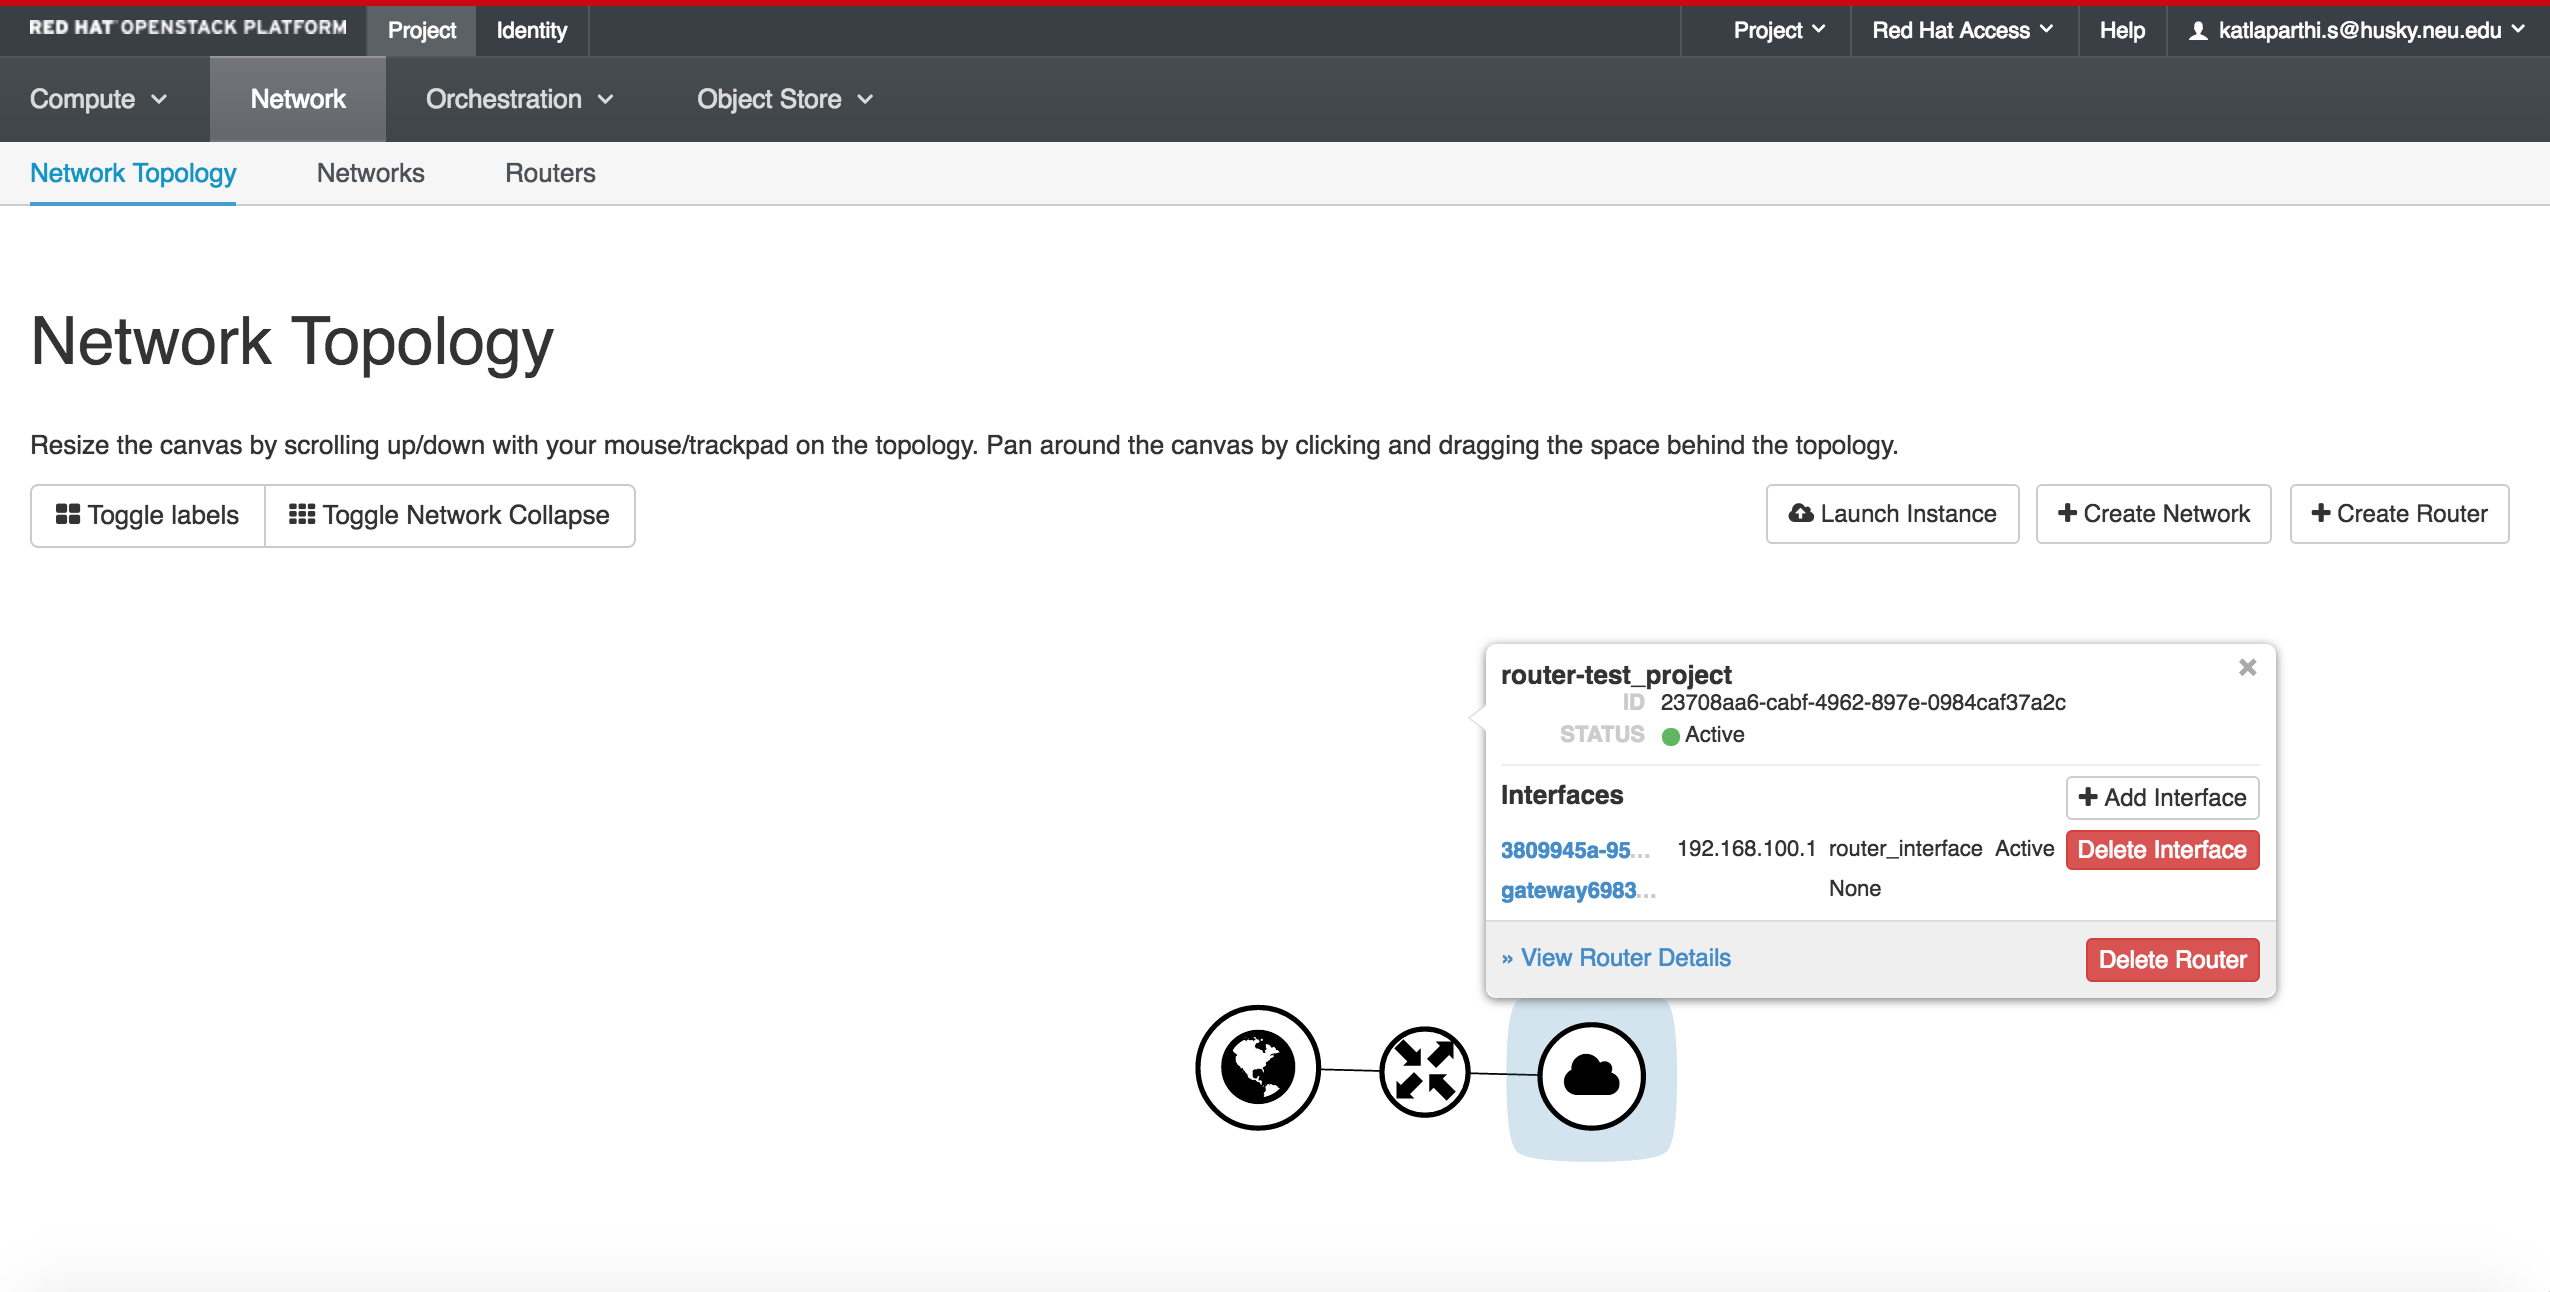 RED HAT OPENSTACK PLATFORM Project Identity Project Red Hat Access Help katlaparthi.s@husky.neu.edu
Compute Network Orchestration Object Store
Network Topology Networks Routers
Network Topology
Resize the canvas by scrolling up/down with your mouse/trackpad on the topology. Pan around the canvas by clicking and dragging the space behind the topology.
Toggle labels Toggle Network Collapse Launch Instance + Create Network + Create Router
router-test_project ×
ID 23708aa6-cabf-4962-897e-0984caf37a2c
STATUS Active
Interfaces + Add Interface
3809945a-95... 192.168.100.1 router_interface Active Delete Interface
gateway6983... None
» View Router Details Delete Router